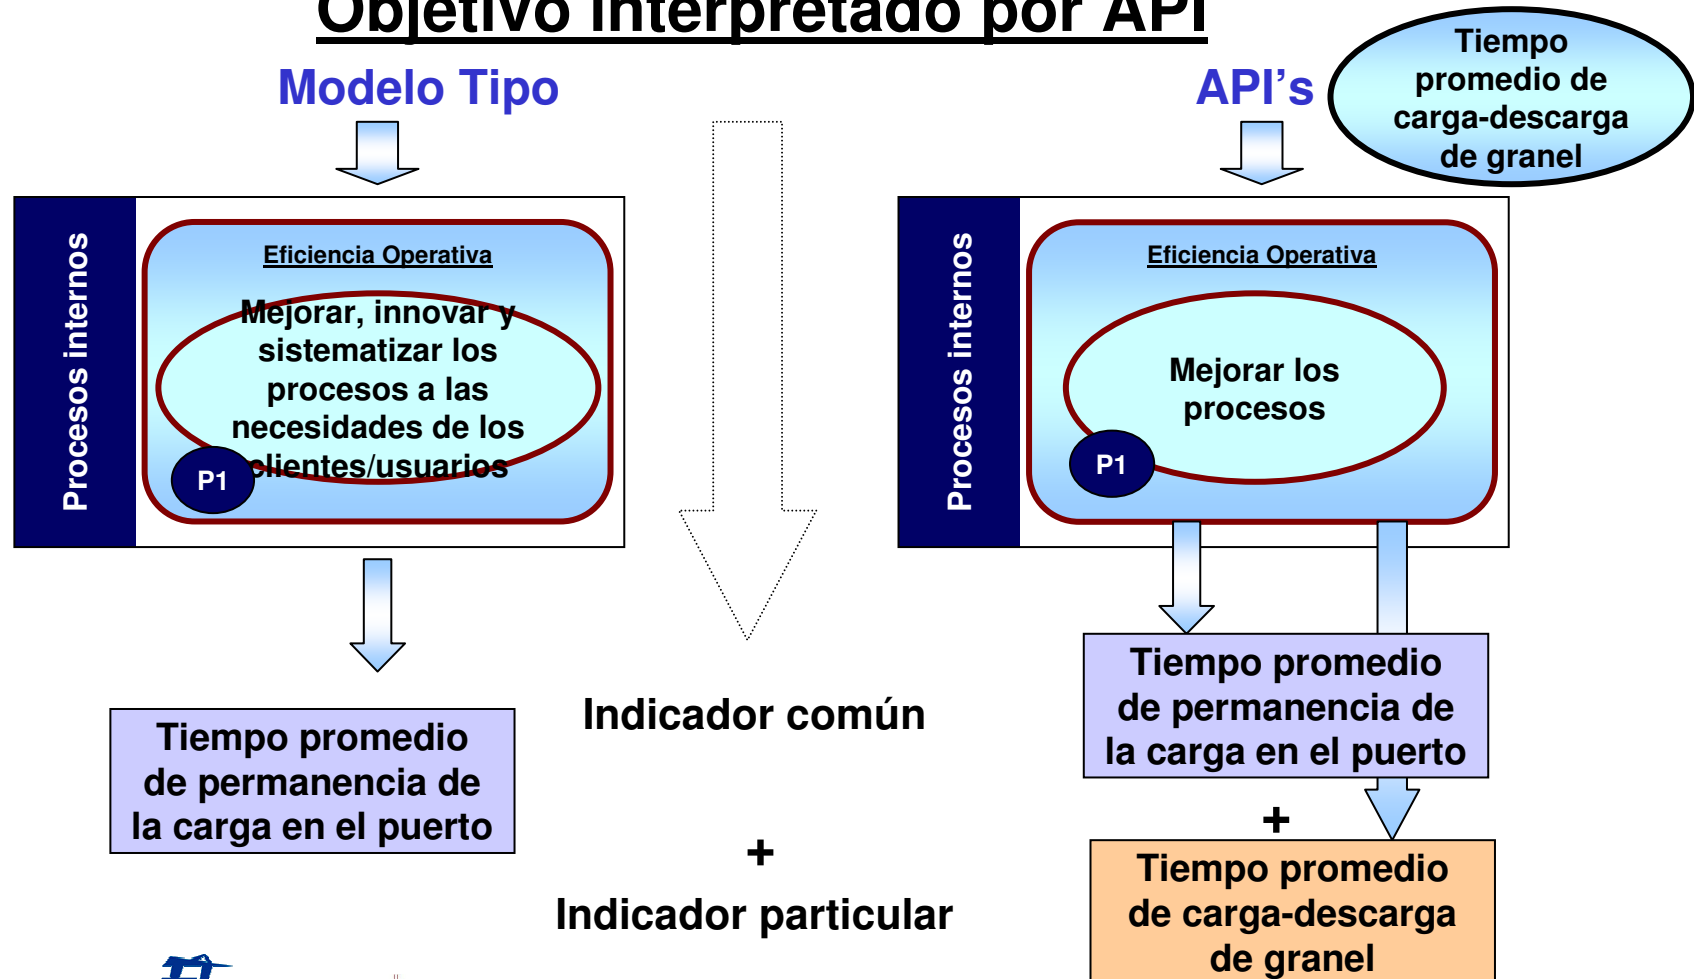 Objetivo interpretado por API
Modelo Tipo
API's
Tiempo
promedio de
carga-descarga
de granel
Procesos internos
Eficiencia Operativa
Mejorar, innovar y
sistematizar los
procesos a las
necesidades de los
clientes/usuarios
P1
Procesos internos
Eficiencia Operativa
Mejorar los
procesos
P1
Tiempo promedio
de permanencia de
la carga en el puerto
Indicador común
+
Indicador particular
Tiempo promedio
de permanencia de
la carga en el puerto
+
Tiempo promedio
de carga-descarga
de granel